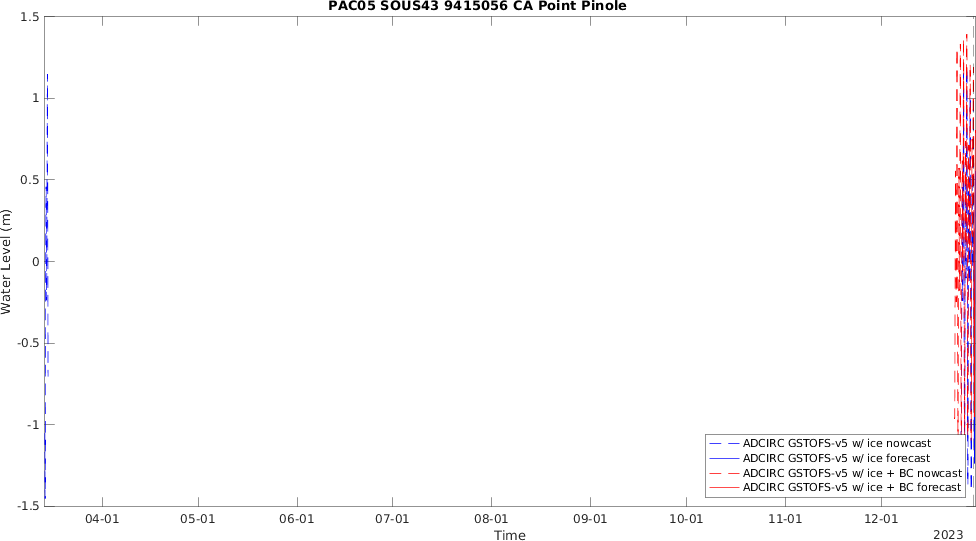 PAC05 SOUS43 9415056 CA Point Pinole
1.5
1
0.5
0
-0.5
-1
-1.5
Water Level (m)
04-01 05-01 06-01 07-01 08-01 09-01 10-01 11-01 12-01
Time
2023
ADCIRC GSTOFS-v5 w/ ice nowcast
ADCIRC GSTOFS-v5 w/ ice forecast
ADCIRC GSTOFS-v5 w/ ice + BC nowcast
ADCIRC GSTOFS-v5 w/ ice + BC forecast